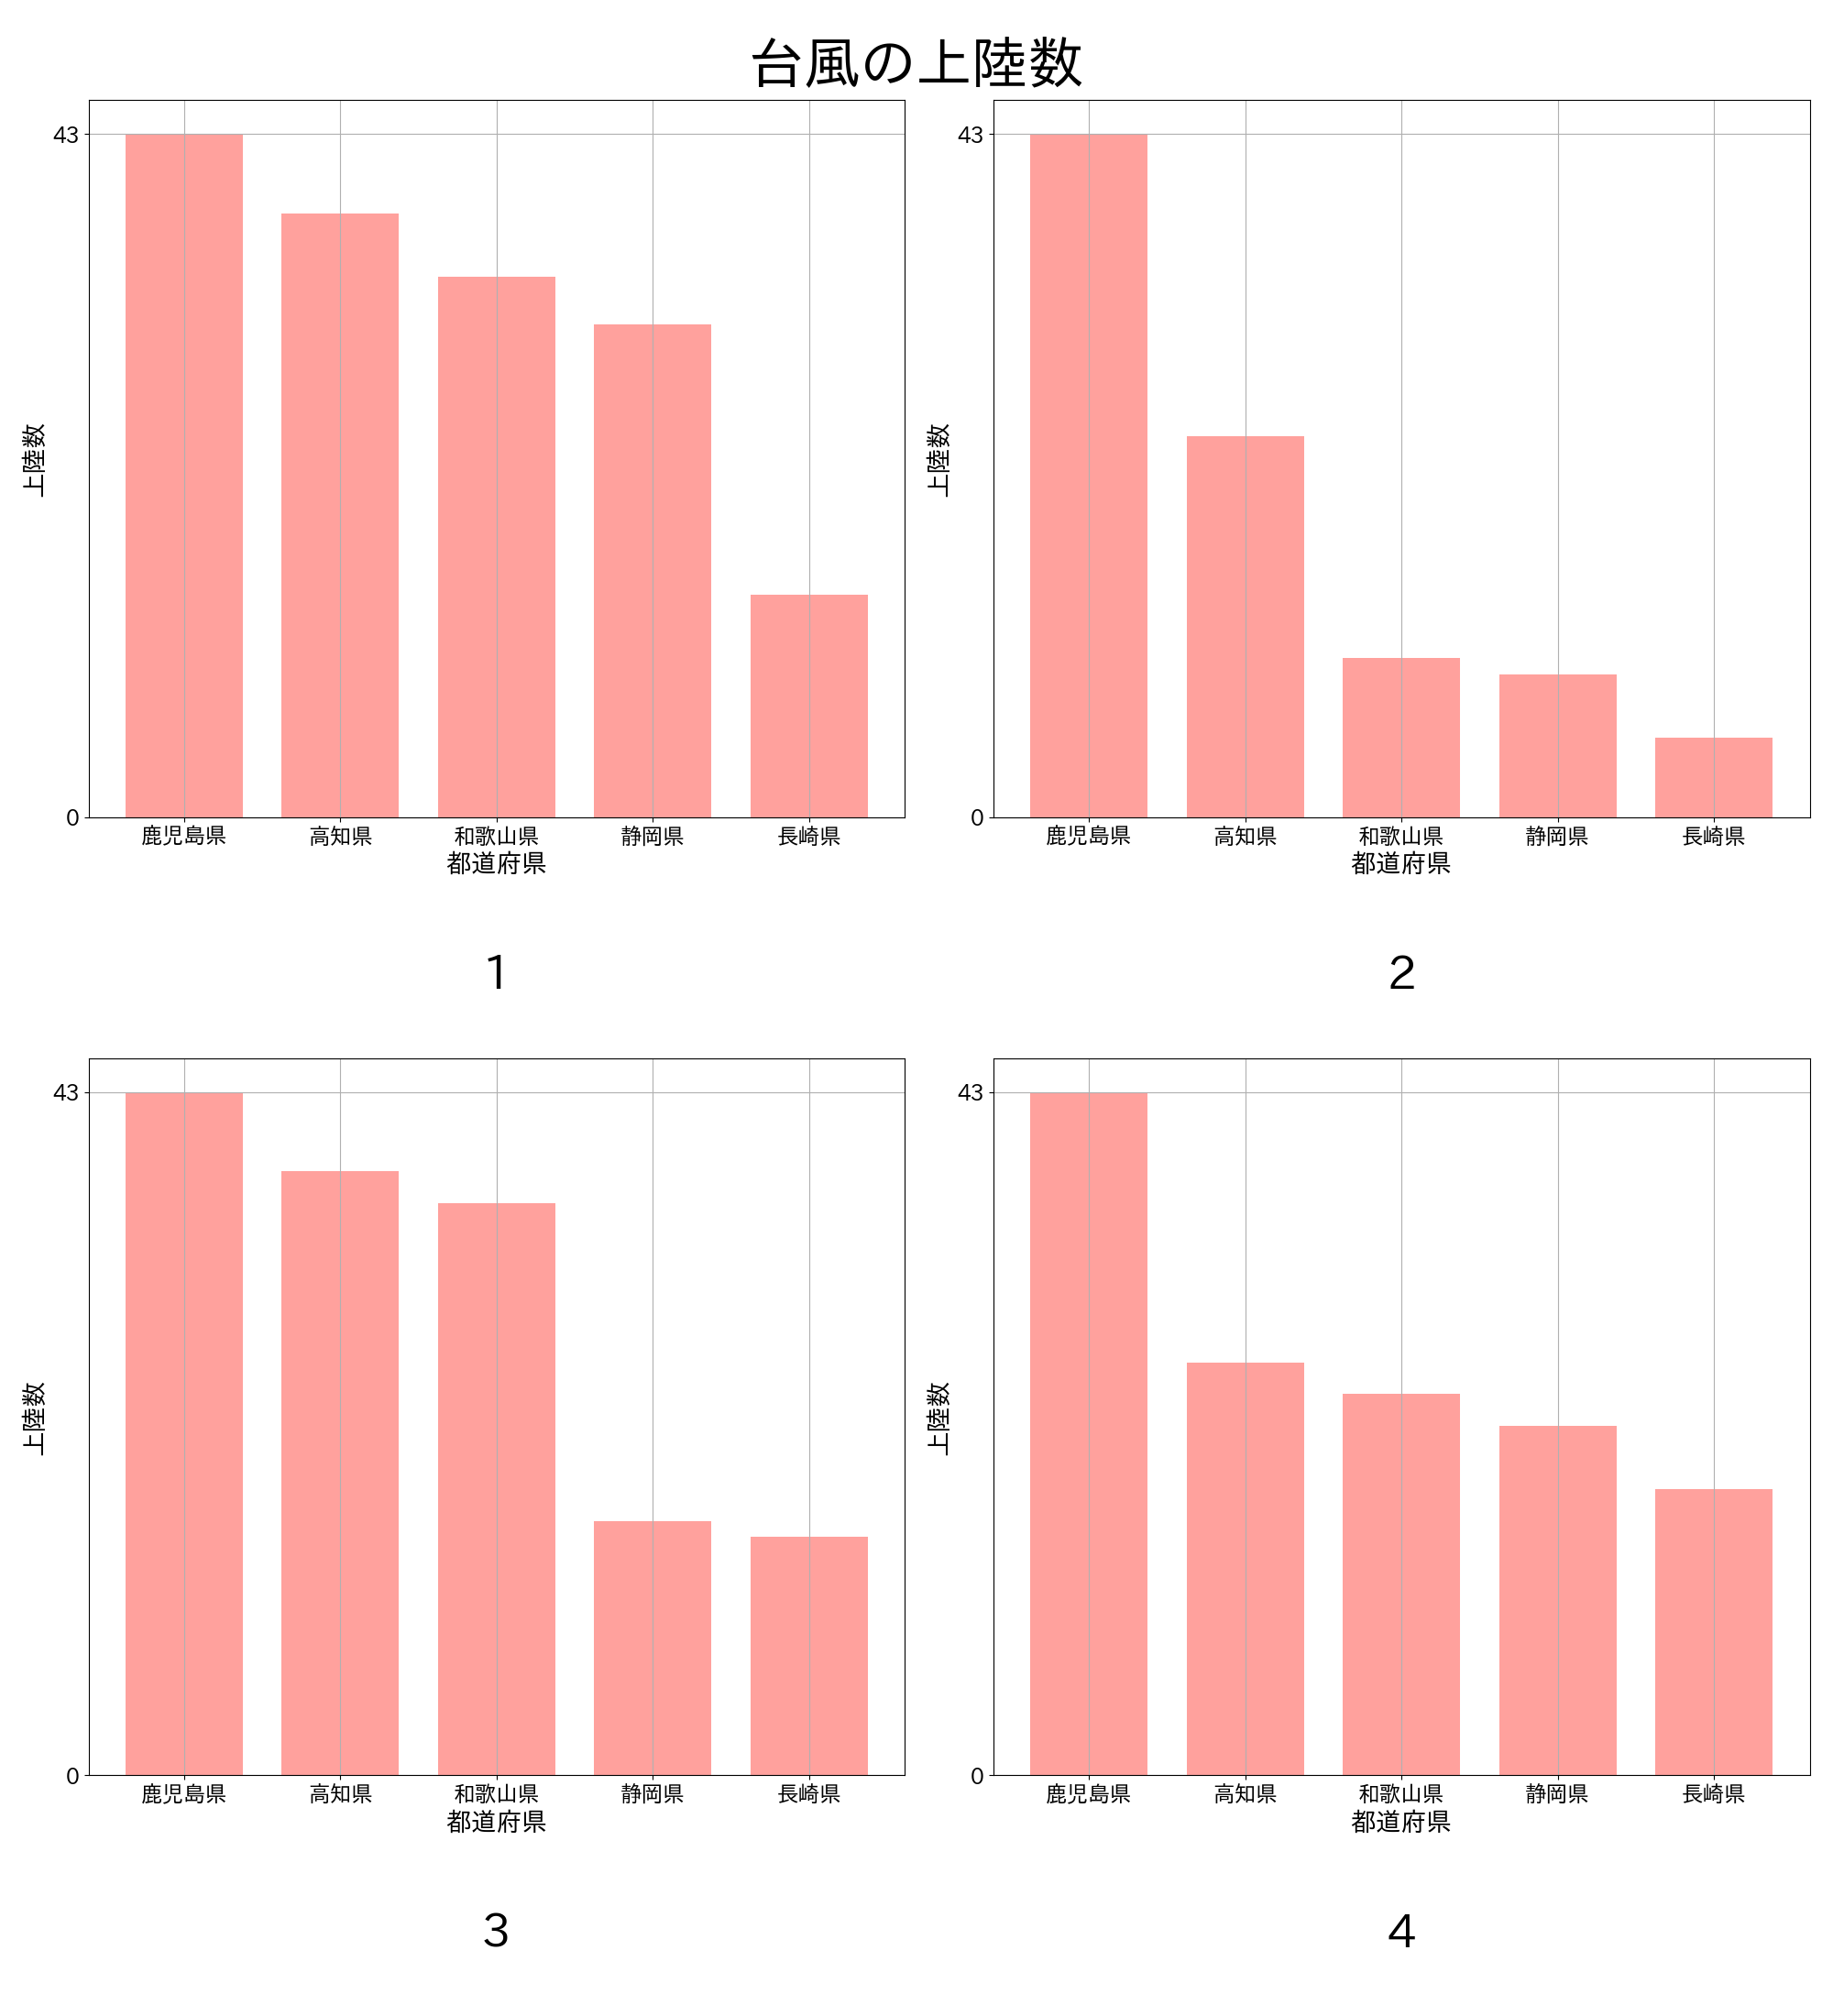 台風の上陸数
43
0
上陸数
鹿児島県 高知県 和歌山県 静岡県 長崎県
都道府県
1
43
0
上陸数
鹿児島県 高知県 和歌山県 静岡県 長崎県
都道府県
2
43
0
上陸数
鹿児島県 高知県 和歌山県 静岡県 長崎県
都道府県
3
43
0
上陸数
鹿児島県 高知県 和歌山県 静岡県 長崎県
都道府県
4